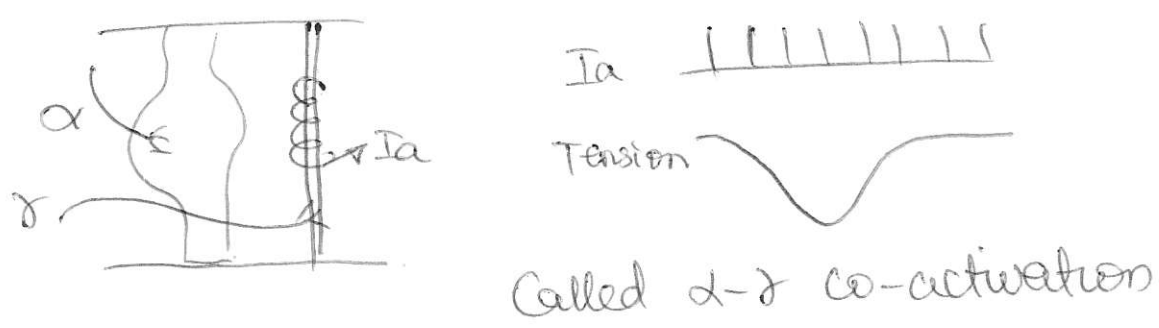 α
γ
Ia
Ia
Tension
Called α-γ co-activation